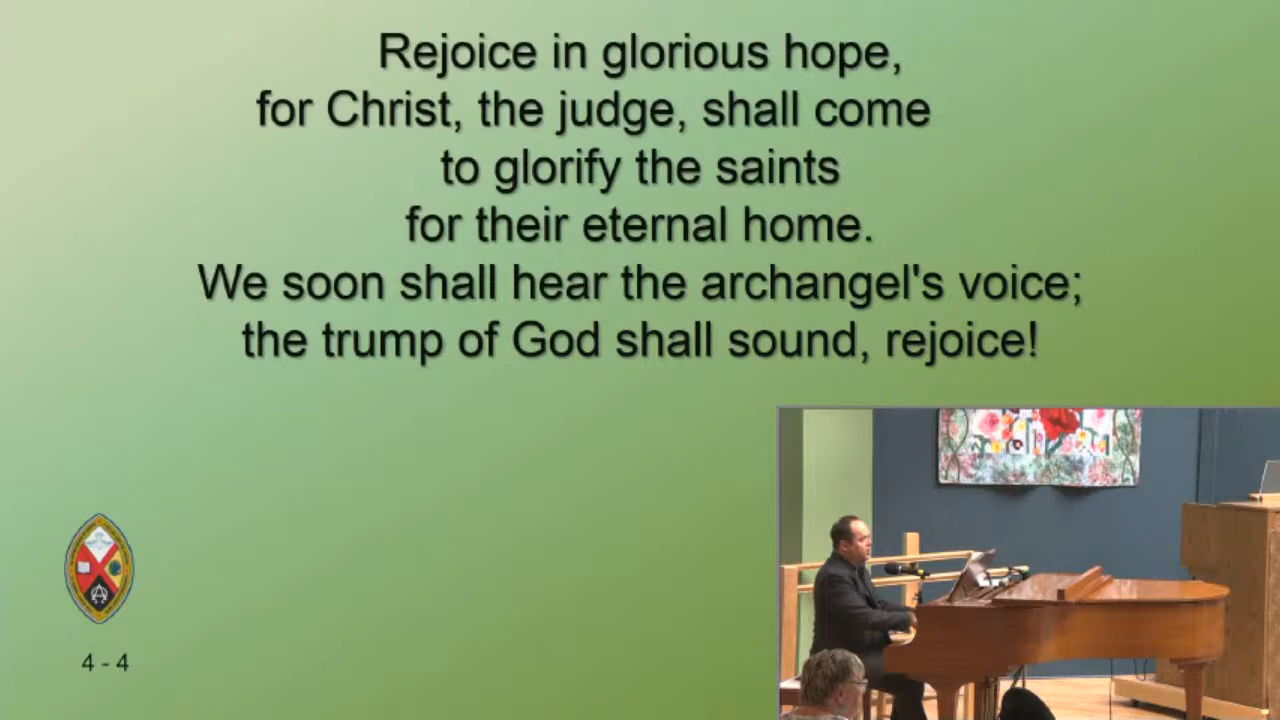 Rejoice in glorious hope,
for Christ, the judge, shall come
to glorify the saints
for their eternal home.
We soon shall hear the archangel's voice;
the trump of God shall sound, rejoice!
4 - 4